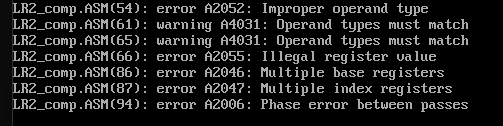 LR2_comp.ASM(54): error A2052: Improper operand type
LR2_comp.ASM(61): warning A4031: Operand types must match
LR2_comp.ASM(65): warning A4031: Operand types must match
LR2_comp.ASM(66): error A2055: Illegal register value
LR2_comp.ASM(86): error A2046: Multiple base registers
LR2_comp.ASM(87): error A2047: Multiple index registers
LR2_comp.ASM(94): error A2006: Phase error between passes